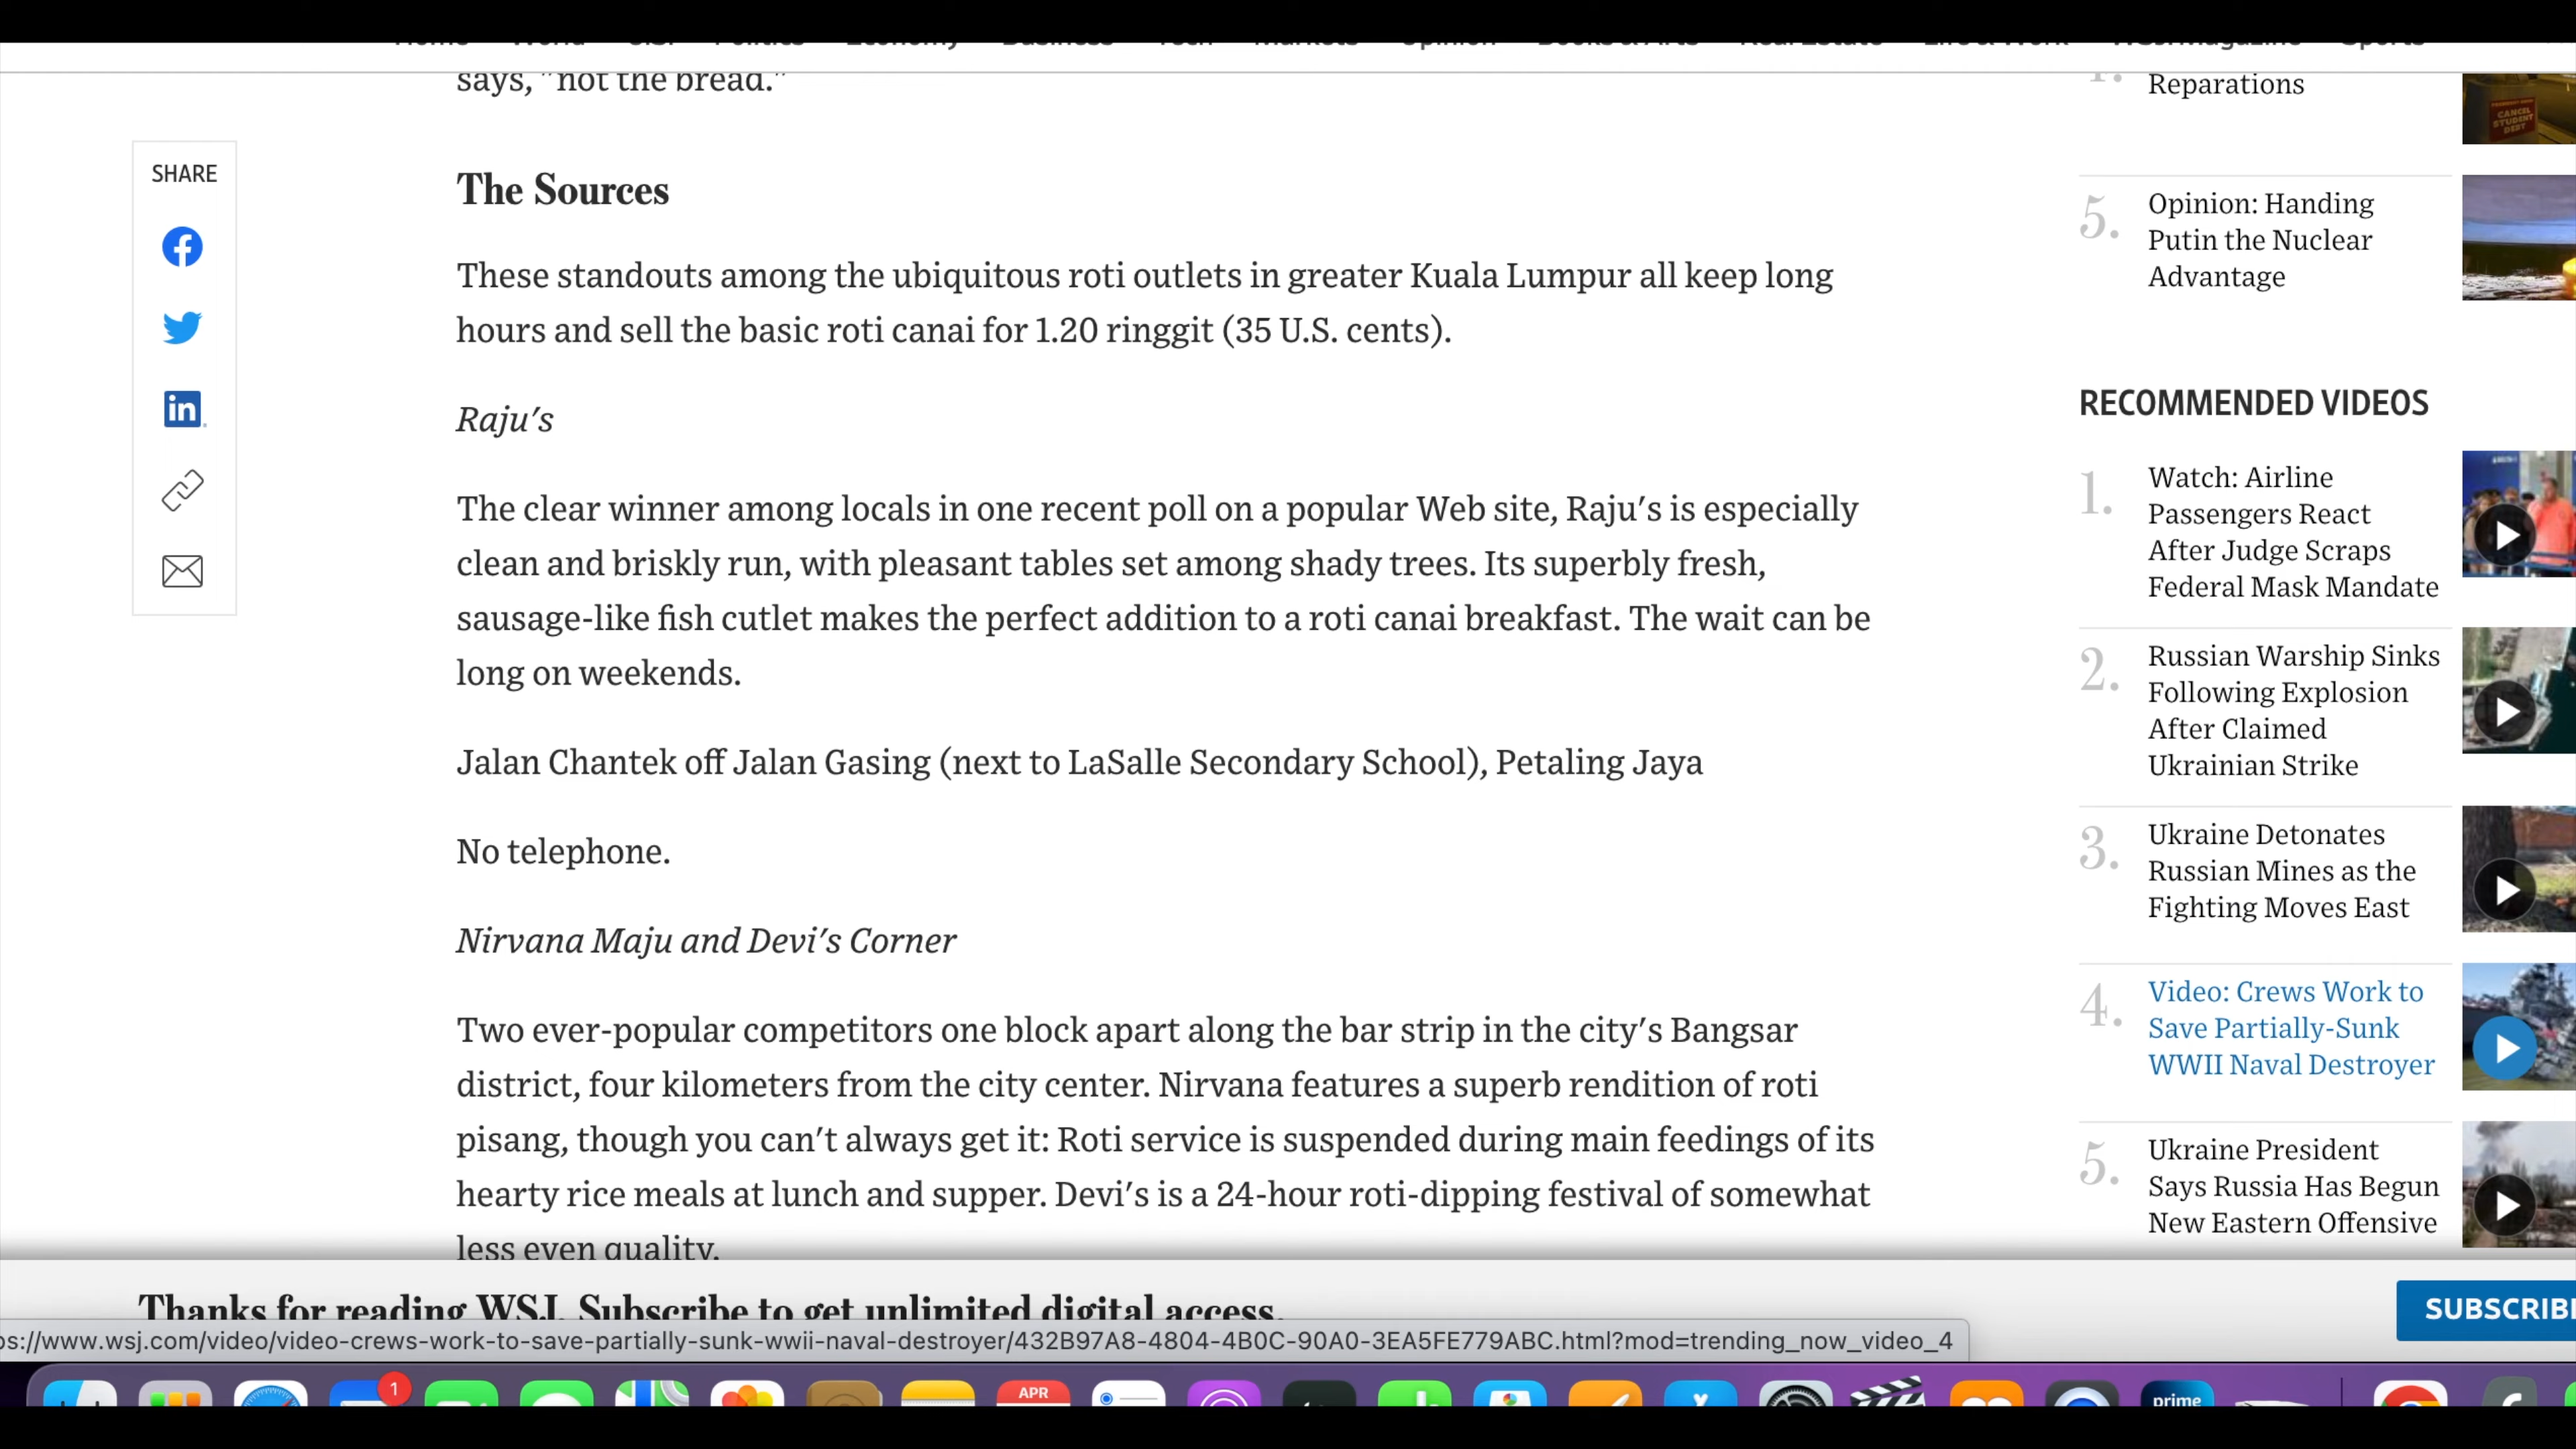 says, "not the bread."
SHARE
The Sources
These standouts among the ubiquitous roti outlets in greater Kuala Lumpur all keep long
hours and sell the basic roti canai for 1.20 ringgit (35 U.S. cents).
Raju's
The clear winner among locals in one recent poll on a popular Web site, Raju's is especially
clean and briskly run, with pleasant tables set among shady trees. Its superbly fresh,
sausage-like fish cutlet makes the perfect addition to a roti canai breakfast. The wait can be
long on weekends.
Jalan Chantek off Jalan Gasing (next to LaSalle Secondary School), Petaling Jaya
No telephone.
Nirvana Maju and Devi's Corner
Two ever-popular competitors one block apart along the bar strip in the city's Bangsar
district, four kilometers from the city center. Nirvana features a superb rendition of roti
pisang, though you can't always get it: Roti service is suspended during main feedings of its
hearty rice meals at lunch and supper. Devi's is a 24-hour roti-dipping festival of somewhat
less even quality.
Reparations
CANCEL
STUDENT
DEBT
5.
Opinion: Handing
Putin the Nuclear
Advantage
RECOMMENDED VIDEOS
1.
Watch: Airline
Passengers React
After Judge Scraps
Federal Mask Mandate
2.
Russian Warship Sinks
Following Explosion
After Claimed
Ukrainian Strike
3.
Ukraine Detonates
Russian Mines as the
Fighting Moves East
4.
Video: Crews Work to
Save Partially-Sunk
WWII Naval Destroyer
5.
Ukraine President
Says Russia Has Begun
New Eastern Offensive
Thanks for reading WSJ. Subscribe to get unlimited digital access.
SUBSCRIBE
ps://www.wsj.com/video/video-crews-work-to-save-partially-sunk-wwii-naval-destroyer/432B97A8-4804-4B0C-90A0-3EA5FE779ABC.html?mod=trending_now_video_4
1
APR
prime